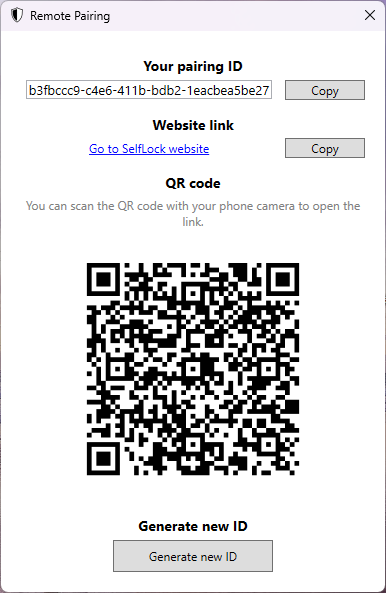 Remote Pairing
Your pairing ID
b3fbccc9-c4e6-411b-bdb2-1eacbea5be27
Copy
Website link
Go to SelfLock website
Copy
QR code
You can scan the QR code with your phone camera to open the
link.
Generate new ID
Generate new ID